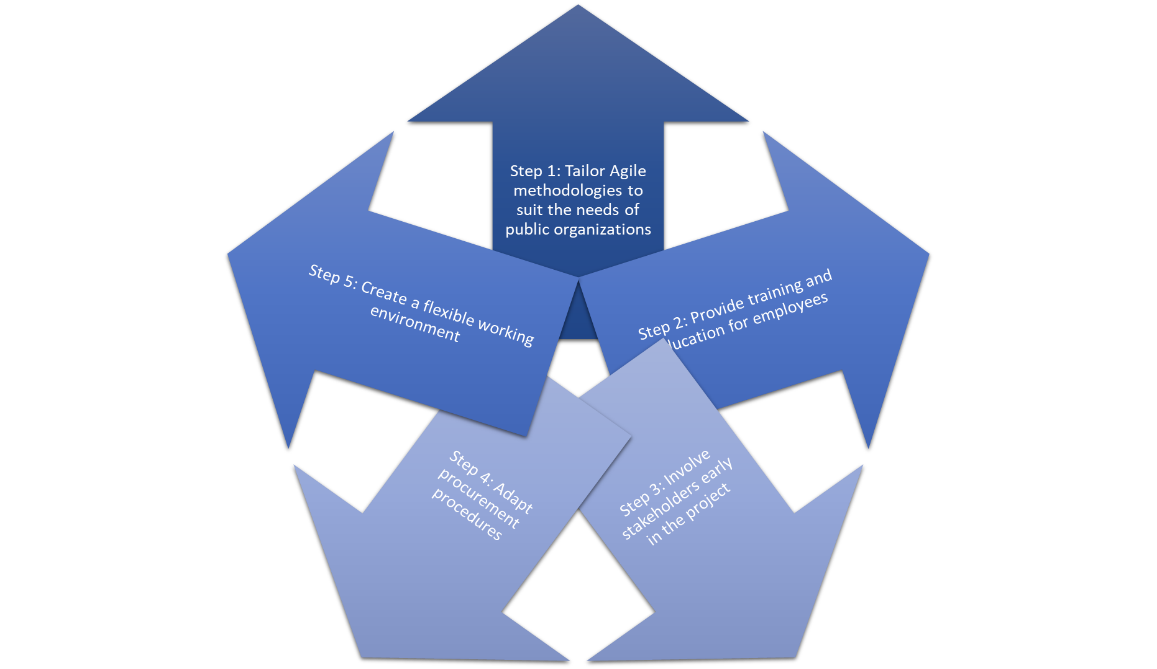 Step 1: Tailor Agile
methodologies to
suit the needs of
public organizations
Step 2: Provide training and
ducation for employees
Step 3: Involve
stakeholders early
in the project
Step 4: Adapt
procurement
procedures
Step 5: Create a flexible working
environment